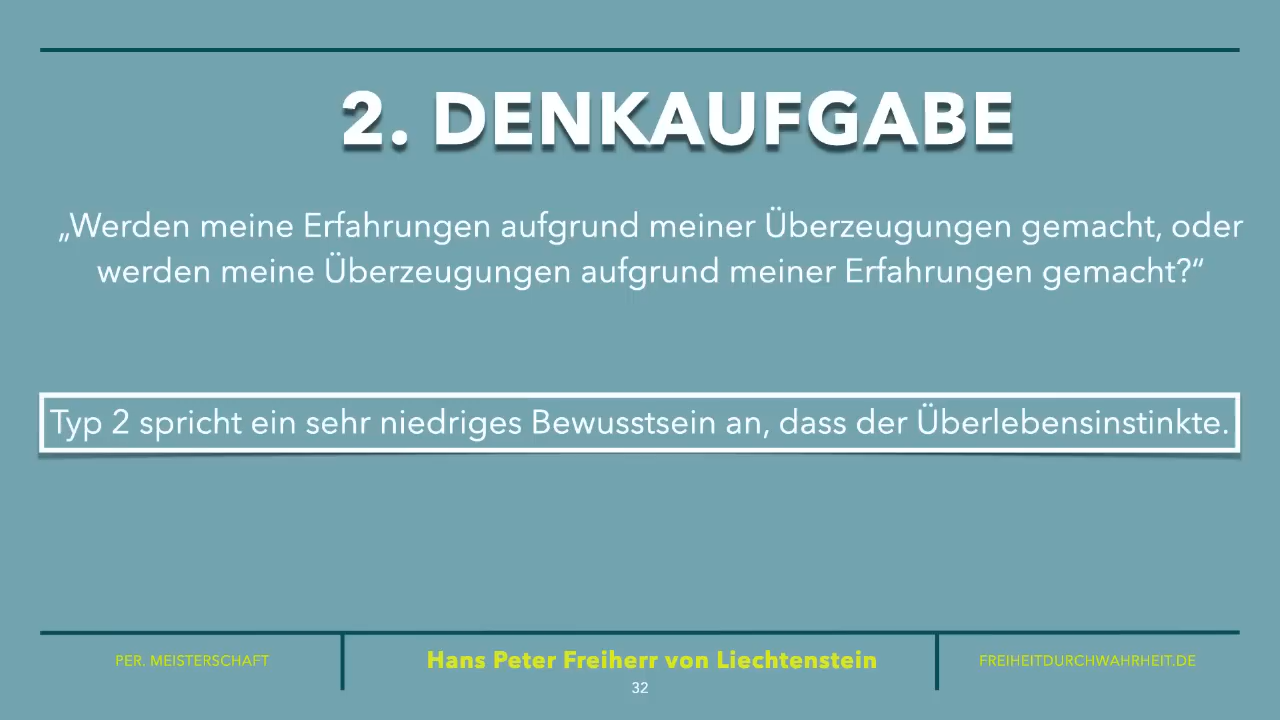 2. DENKAUFGABE
„Werden meine Erfahrungen aufgrund meiner Überzeugungen gemacht, oder
werden meine Überzeugungen aufgrund meiner Erfahrungen gemacht?“
Typ 2 spricht ein sehr niedriges Bewusstsein an, dass der Überlebensinstinkte.
PER. MEISTERSCHAFT
Hans Peter Freiherr von Liechtenstein
FREIHEITDURCHWAHRHEIT.DE
32